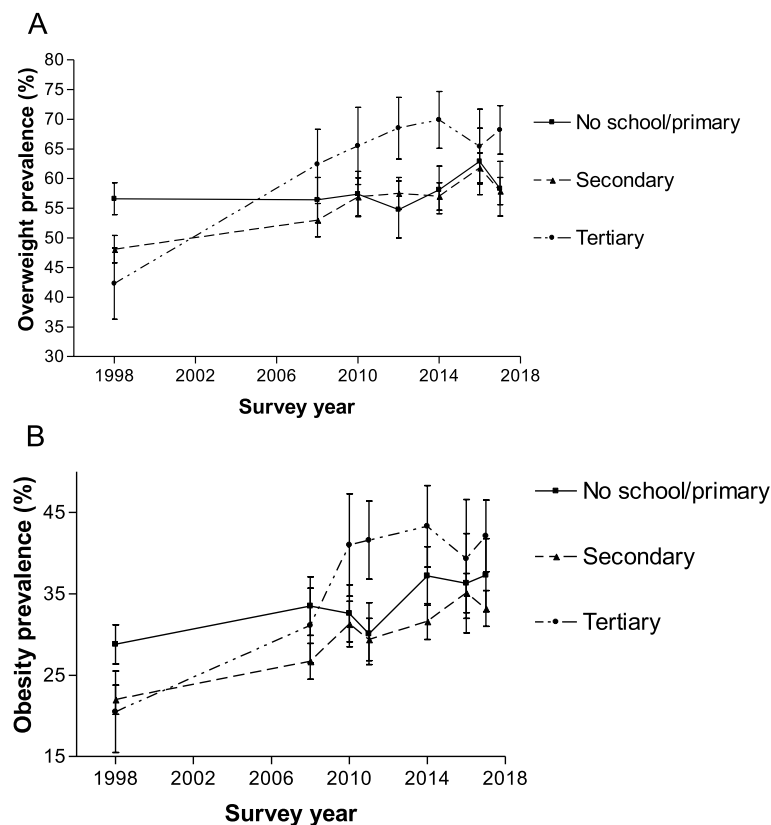 A
Overweight prevalence (%)
80
75
70
65
60
55
50
45
40
35
30
1998 2002 2006 2010 2014 2018
Survey year
No school/primary
Secondary
Tertiary
B
Obesity prevalence (%)
45
35
25
15
1998 2002 2006 2010 2014 2018
Survey year
No school/primary
Secondary
Tertiary